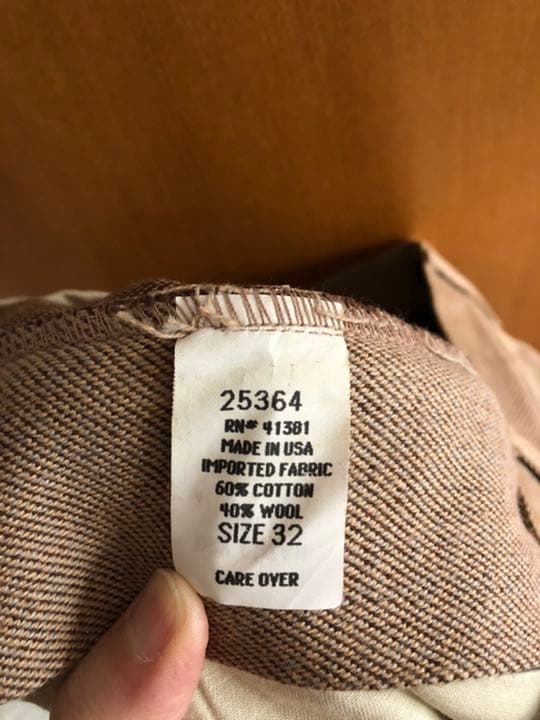 25364
RN# 41381
MADE IN USA
IMPORTED FABRIC
60% COTTON
40% WOOL
SIZE 32
CARE OVER